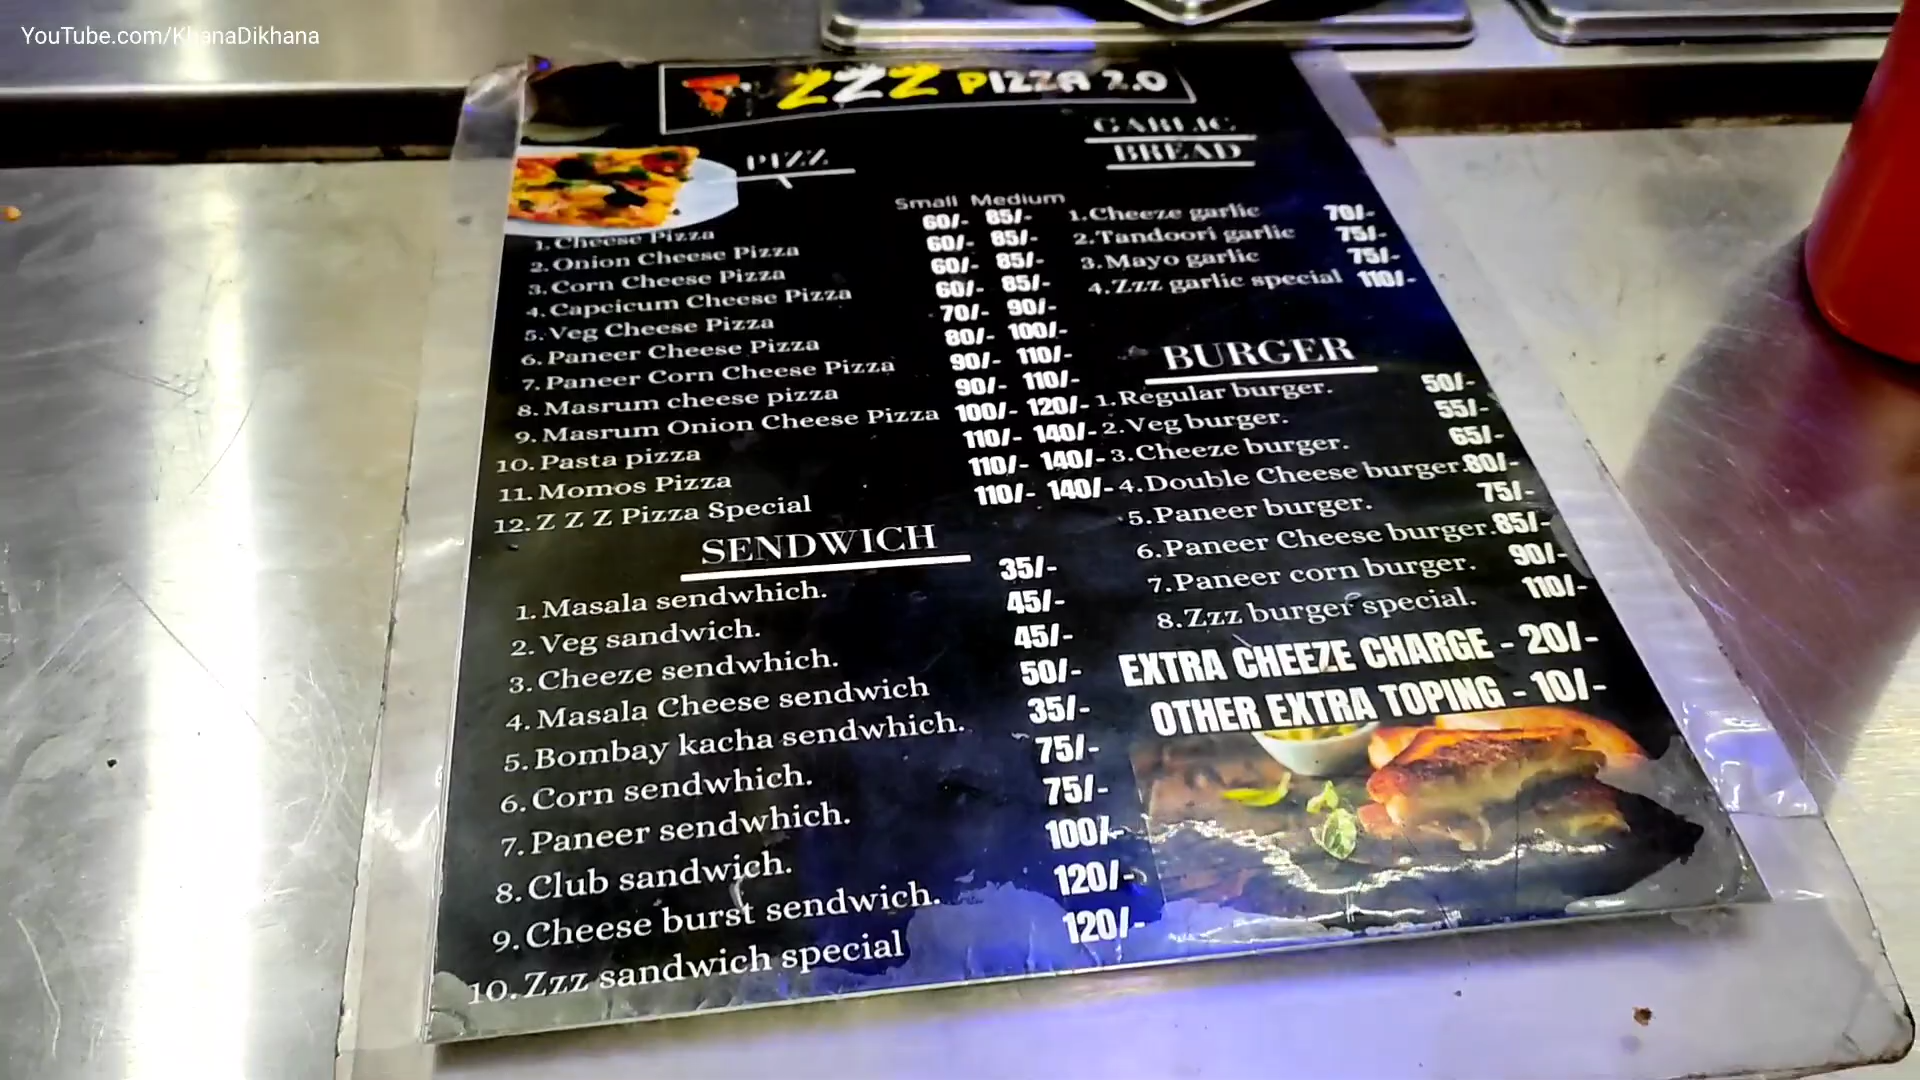 YouTube.com/KhanaDikhana
ZZZ PIZZA 2.0
PIZZ
Small Medium
1. Cheese Pizza 60/- 85/-
2. Onion Cheese Pizza 60/- 85/-
3. Corn Cheese Pizza 60/- 85/-
4. Capcicum Cheese Pizza 60/- 85/-
5. Veg Cheese Pizza 70/- 90/-
6. Paneer Cheese Pizza 80/- 100/-
7. Paneer Corn Cheese Pizza 90/- 110/-
8. Masrum cheese pizza 90/- 110/-
9. Masrum Onion Cheese Pizza 100/- 120/-
10. Pasta pizza 110/- 140/-
11. Momos Pizza 110/- 140/-
12. Z Z Z Pizza Special 110/- 140/-
SENDWICH
1. Masala sendwhich. 35/-
2. Veg sandwich. 45/-
3. Cheeze sendwhich. 45/-
4. Masala Cheese sendwich 50/-
5. Bombay kacha sendwhich. 35/-
6. Corn sendwhich. 75/-
7. Paneer sendwhich. 75/-
8. Club sandwich. 100/-
9. Cheese burst sendwich. 120/-
10. Zzz sandwich special 120/-
GARLIC
BREAD
1.Cheeze garlic 70/-
2.Tandoori garlic 75/-
3.Mayo garlic 75/-
4.Zzz garlic special 110/-
BURGER
1.Regular burger. 50/-
2.Veg burger. 55/-
3.Cheeze burger. 65/-
4.Double Cheese burger. 80/-
5.Paneer burger. 75/-
6.Paneer Cheese burger. 85/-
7.Paneer corn burger. 90/-
8.Zzz burger special. 110/-
EXTRA CHEEZE CHARGE - 20/-
OTHER EXTRA TOPING - 10/-